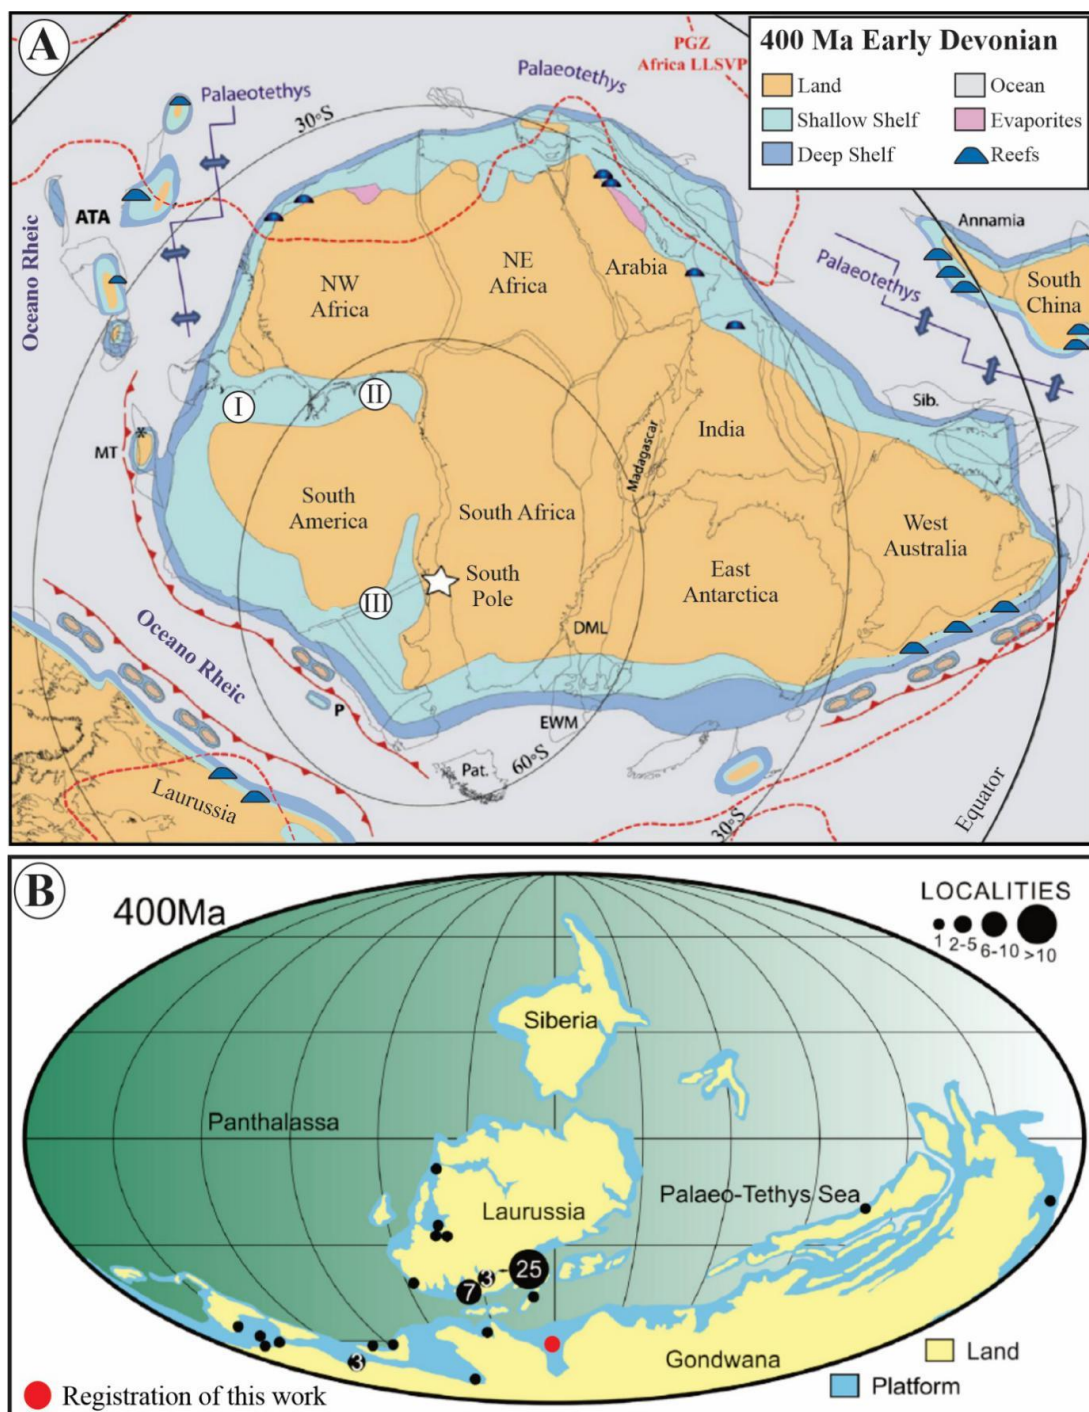 A
PGZ
Africa LLSVP
400 Ma Early Devonian
Land
Ocean
Shallow Shelf
Evaporites
Deep Shelf
Reefs
Palaeotethys
30°S
Palaeotethys
ATA
Oceano Rheic
Annamia
South
China
Palaeotethys
NW
Africa
NE
Africa
Arabia
I
II
Sib.
MT
*
India
Madagascar
South
America
South Africa
West
Australia
East
Antarctica
South
Pole
III
DML
Oceano Rheic
P
EWM
Pat.
60°S
30°S
Equator
Laurussia
B
400Ma
LOCALITIES
1 2-5 6-10 >10
Siberia
Panthalassa
Laurussia
Palaeo-Tethys Sea
25
3
7
3
Gondwana
Land
Platform
Registration of this work